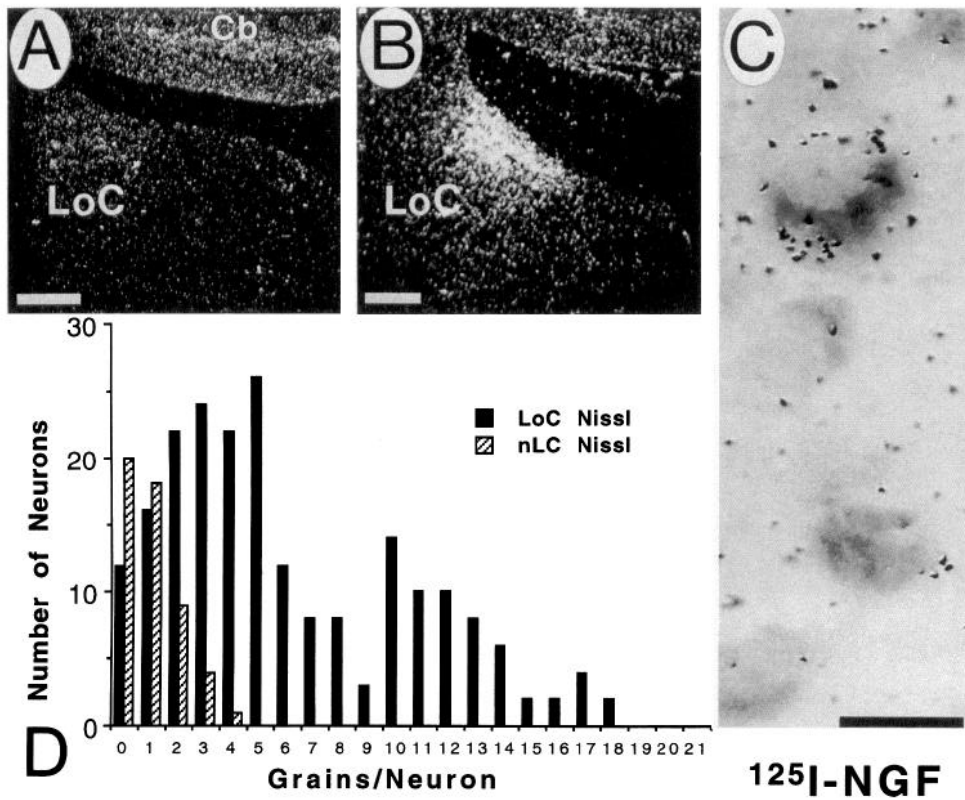 A
Cb
LoC
B
LoC
C
30
20
10
0
Number of Neurons
LoC Nissl
nLC Nissl
0 1 2 3 4 5 6 7 8 9 10 11 12 13 14 15 16 17 18 19 20 21
Grains/Neuron
D
125I-NGF